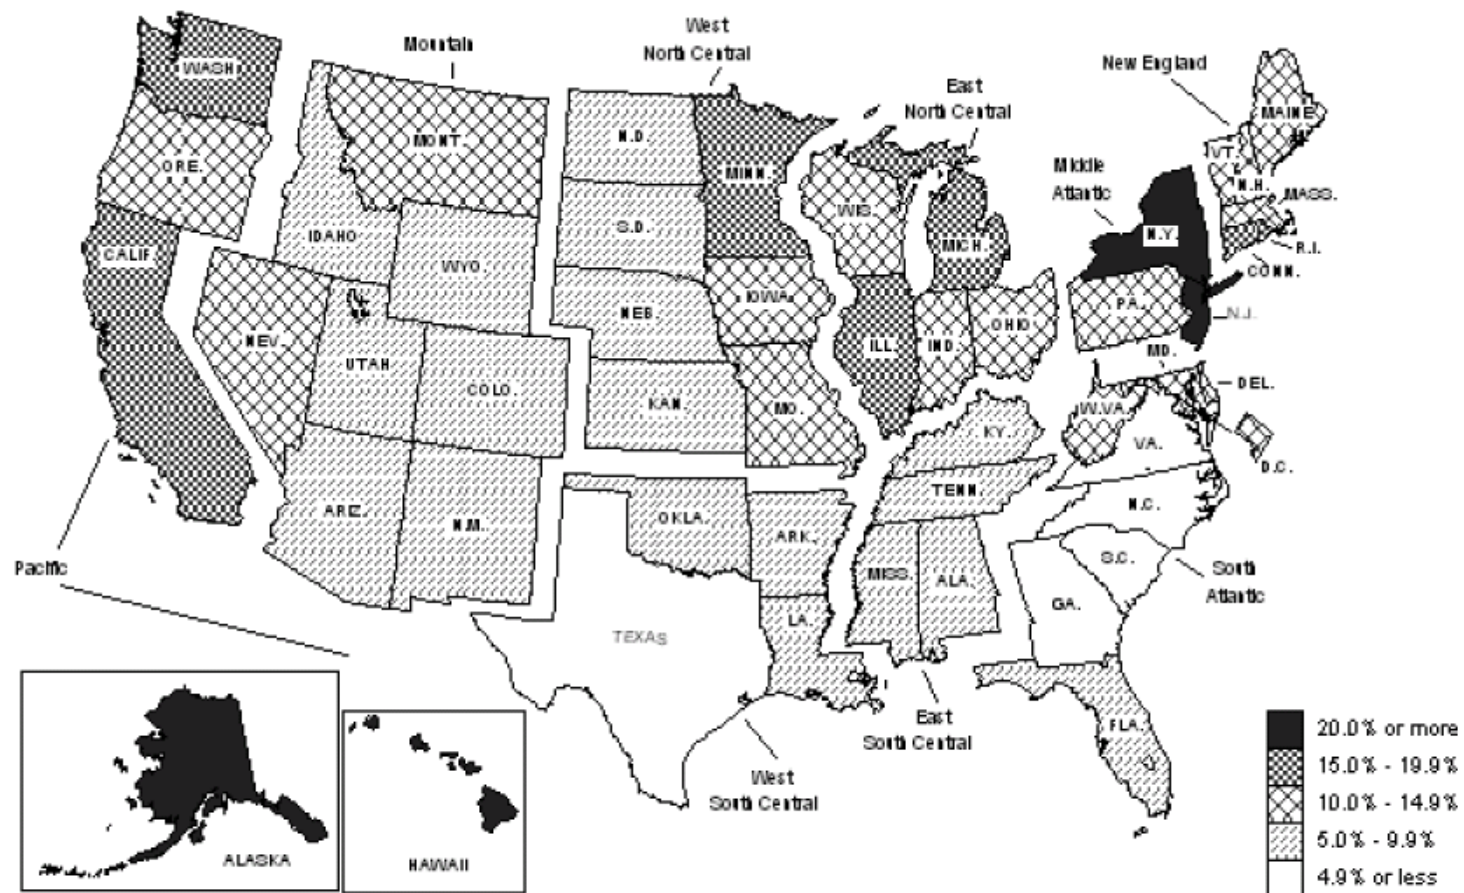 West
North Central
Mountain
New England
East
North Central
WASH
MAINE
MONT.
N.D.
VT.
ORE.
MINN.
Middle
Atlantic
N.H.
MASS.
WIS.
S.D.
IDAHO
N.Y.
MICH.
R.I.
CALIF.
WYO.
CONN.
IOWA
PA.
NEB.
OHIO
N.J.
NEV.
ILL.
IND.
MD.
UTAH
DEL.
COLO.
KAN.
MO.
W.VA.
KY.
VA.
D.C.
TENN.
ARIZ.
N.M.
OKLA.
N.C.
ARK.
S.C.
Pacific
MISS.
ALA.
South
Atlantic
GA.
LA.
TEXAS
East
South Central
FLA.
West
South Central
ALASKA
HAWAII
20.0% or more
15.0% - 19.9%
10.0% - 14.9%
5.0% - 9.9%
4.9% or less